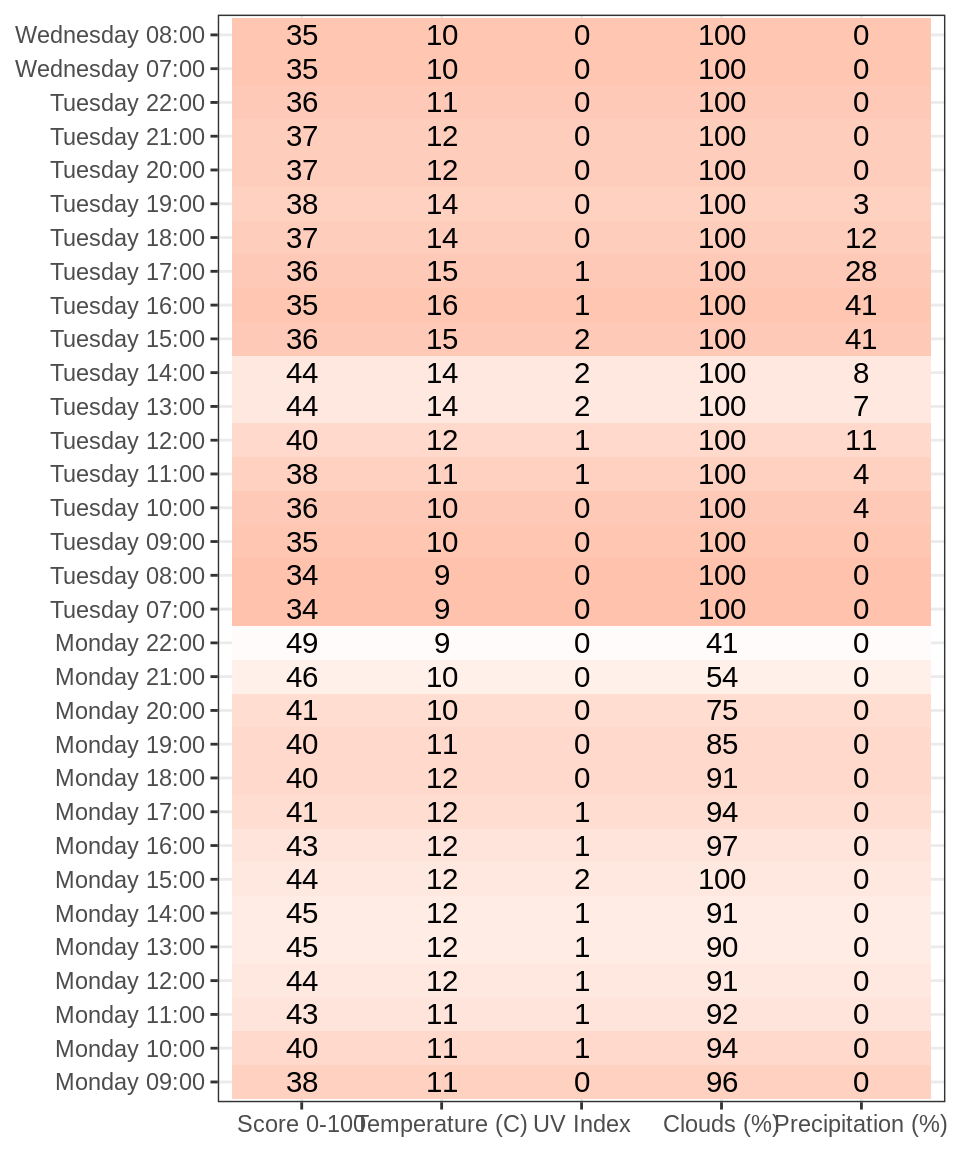 Wednesday 08:00 35 10 0 100 0
Wednesday 07:00 35 10 0 100 0
Tuesday 22:00 36 11 0 100 0
Tuesday 21:00 37 12 0 100 0
Tuesday 20:00 37 12 0 100 0
Tuesday 19:00 38 14 0 100 3
Tuesday 18:00 37 14 0 100 12
Tuesday 17:00 36 15 1 100 28
Tuesday 16:00 35 16 1 100 41
Tuesday 15:00 36 15 2 100 41
Tuesday 14:00 44 14 2 100 8
Tuesday 13:00 44 14 2 100 7
Tuesday 12:00 40 12 1 100 11
Tuesday 11:00 38 11 1 100 4
Tuesday 10:00 36 10 0 100 4
Tuesday 09:00 35 10 0 100 0
Tuesday 08:00 34 9 0 100 0
Tuesday 07:00 34 9 0 100 0
Monday 22:00 49 9 0 41 0
Monday 21:00 46 10 0 54 0
Monday 20:00 41 10 0 75 0
Monday 19:00 40 11 0 85 0
Monday 18:00 40 12 0 91 0
Monday 17:00 41 12 1 94 0
Monday 16:00 43 12 1 97 0
Monday 15:00 44 12 2 100 0
Monday 14:00 45 12 1 91 0
Monday 13:00 45 12 1 90 0
Monday 12:00 44 12 1 91 0
Monday 11:00 43 11 1 92 0
Monday 10:00 40 11 1 94 0
Monday 09:00 38 11 0 96 0
Score 0-100 Temperature (C) UV Index Clouds (%) Precipitation (%)